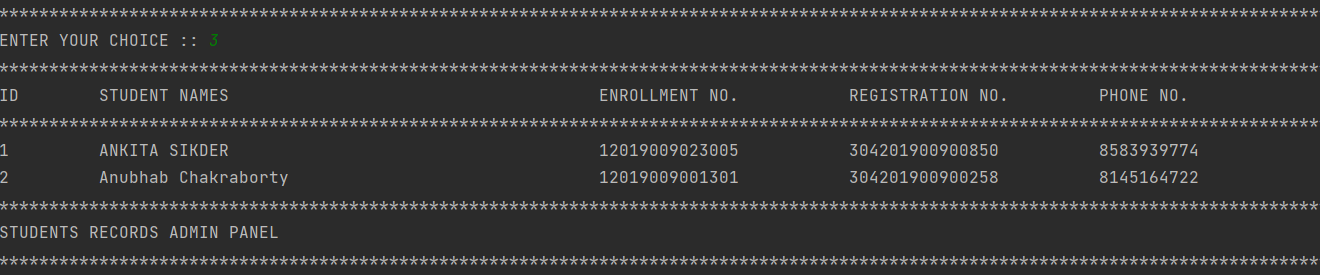 ************************************************************************************************************************************
ENTER YOUR CHOICE :: 3
************************************************************************************************************************************
ID STUDENT NAMES ENROLLMENT NO. REGISTRATION NO. PHONE NO.
************************************************************************************************************************************
1 ANKITA SIKDER 12019009023005 304201900900850 8583939774
2 Anubhab Chakraborty 12019009001301 304201900900258 8145164722
************************************************************************************************************************************
STUDENTS RECORDS ADMIN PANEL
************************************************************************************************************************************